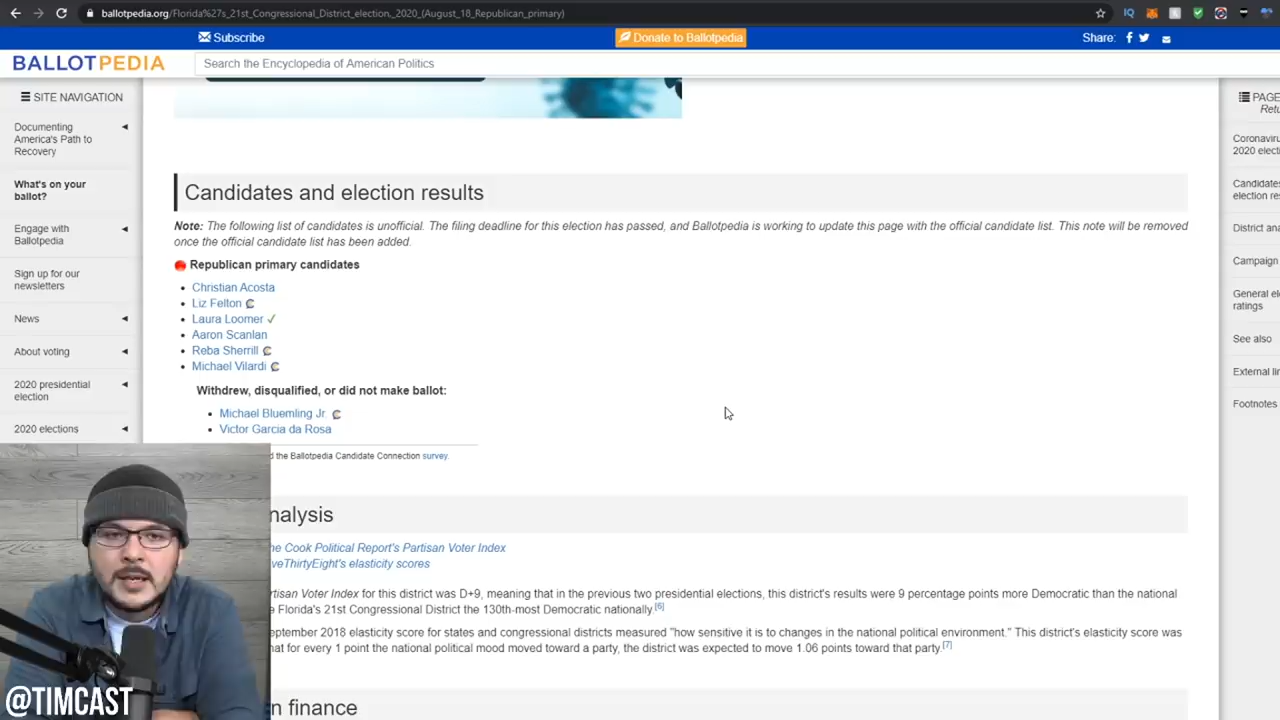 ballotpedia.org/Florida%27s_21st_Congressional_District_election,_2020_(August_18_Republican_primary)
Subscribe
Donate to Ballotpedia
Share:
BALLOTPEDIA
Search the Encyclopedia of American Politics
SITE NAVIGATION
Documenting
America's Path to
Recovery
What's on your
ballot?
Engage with
Ballotpedia
Sign up for our
newsletters
News
About voting
2020 presidential
election
2020 elections
Candidates and election results
Note: The following list of candidates is unofficial. The filing deadline for this election has passed, and Ballotpedia is working to update this page with the official candidate list. This note will be removed
once the official candidate list has been added.
Republican primary candidates
Christian Acosta
Liz Felton
Laura Loomer ✓
Aaron Scanlan
Reba Sherrill
Michael Vilardi
Withdrew, disqualified, or did not make ballot:
Michael Bluemling Jr.
Victor Garcia da Rosa
d the Ballotpedia Candidate Connection survey.
nalysis
he Cook Political Report's Partisan Voter Index
veThirtyEight's elasticity scores
rtisan Voter Index for this district was D+9, meaning that in the previous two presidential elections, this district's results were 9 percentage points more Democratic than the national
e Florida's 21st Congressional District the 130th-most Democratic nationally.[6]
eptember 2018 elasticity score for states and congressional districts measured "how sensitive it is to changes in the national political environment." This district's elasticity score was
hat for every 1 point the national political mood moved toward a party, the district was expected to move 1.06 points toward that party.[7]
n finance
PAGE
Retu
Coronaviru
2020 electi
Candidates
election res
District ana
Campaign
General el
ratings
See also
External lin
Footnotes
@TIMCAST